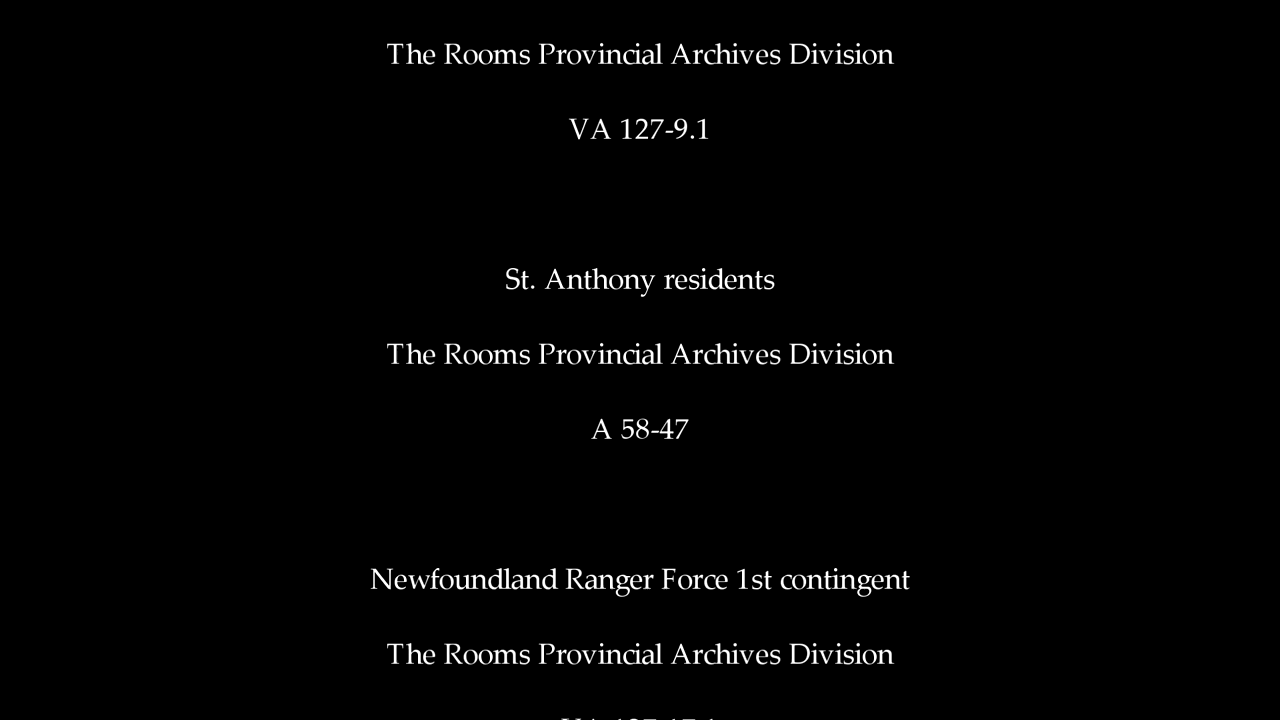 The Rooms Provincial Archives Division
VA 127-9.1
St. Anthony residents
The Rooms Provincial Archives Division
A 58-47
Newfoundland Ranger Force 1st contingent
The Rooms Provincial Archives Division